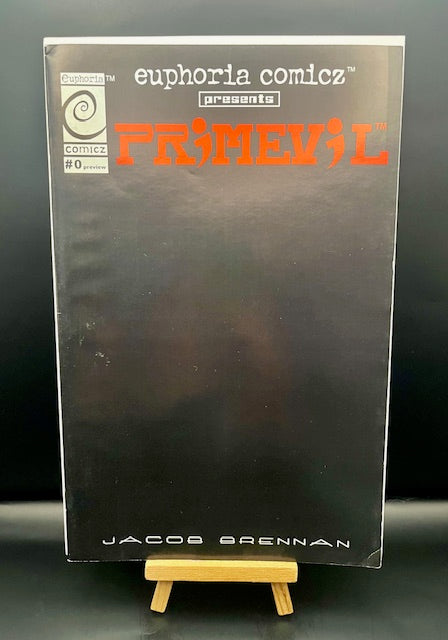 euphoria™
comicz
#0 preview
euphoria comicz™
presents
PRiMEViL™
JACOB BRENNAN